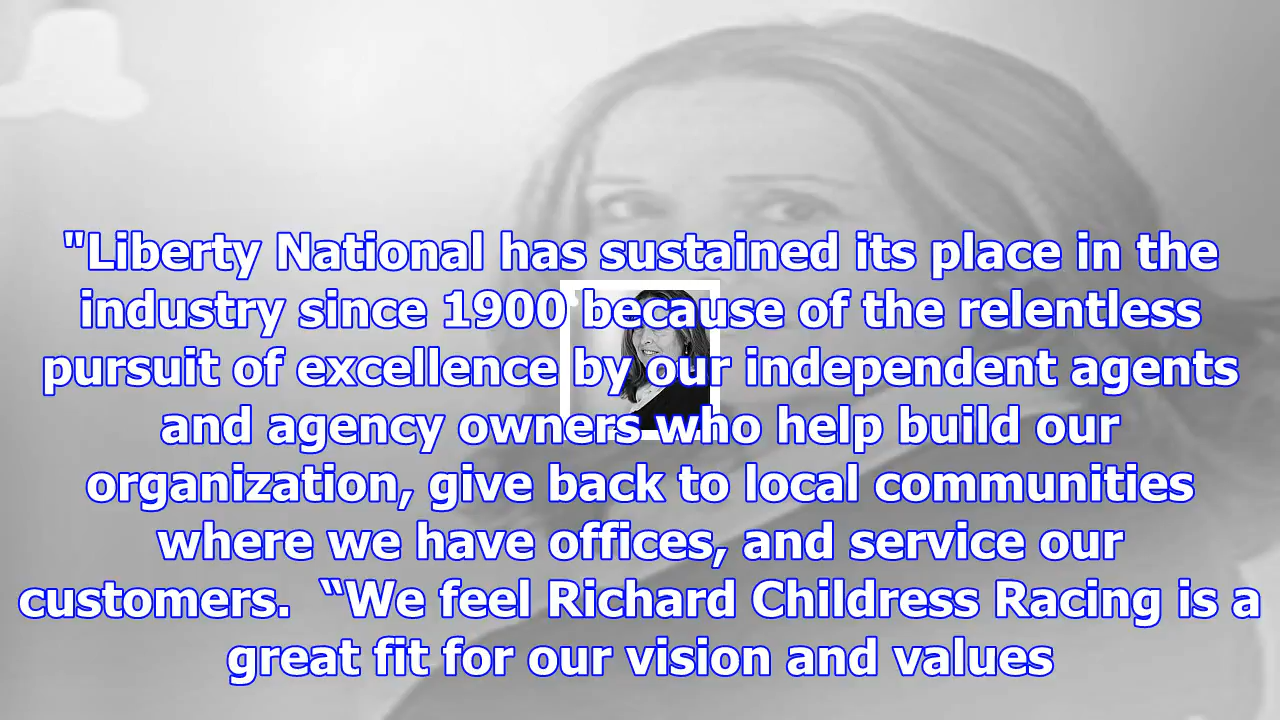 "Liberty National has sustained its place in the
industry since 1900 because of the relentless
pursuit of excellence by our independent agents
and agency owners who help build our
organization, give back to local communities
where we have offices, and service our
customers.  “We feel Richard Childress Racing is a
great fit for our vision and values